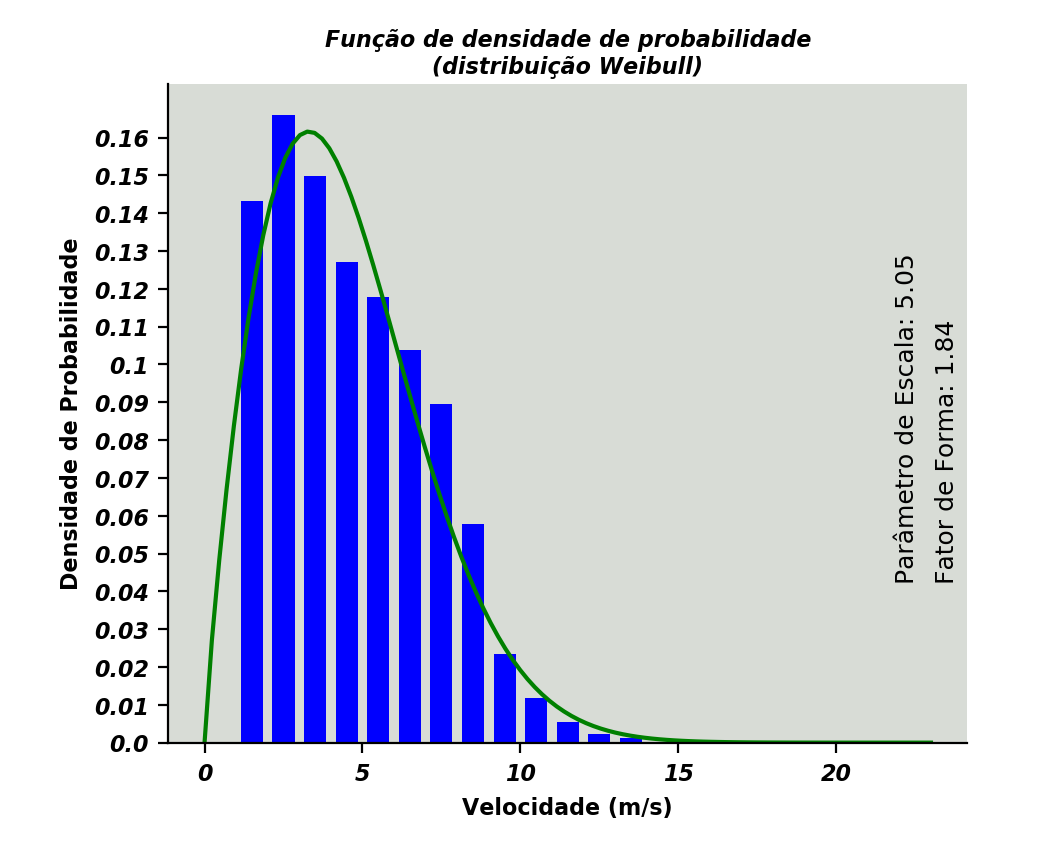 Função de densidade de probabilidade
(distribuição Weibull)
Densidade de Probabilidade
0.16
0.15
0.14
0.13
0.12
0.11
0.1
0.09
0.08
0.07
0.06
0.05
0.04
0.03
0.02
0.01
0.0
Parâmetro de Escala: 5.05
Fator de Forma: 1.84
0 5 10 15 20
Velocidade (m/s)